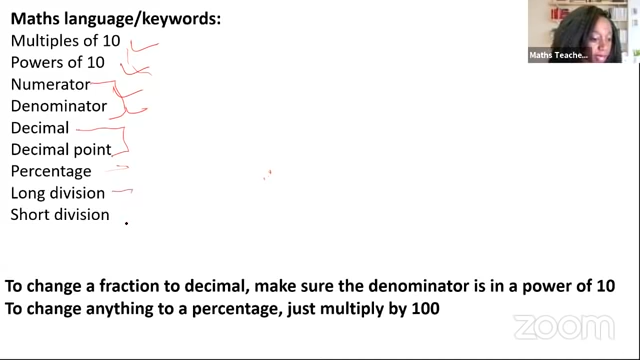 Maths language/keywords:
Multiples of 10
Powers of 10
Numerator
Denominator
Decimal
Decimal point
Percentage
Long division
Short division
To change a fraction to decimal, make sure the denominator is in a power of 10
To change anything to a percentage, just multiply by 100
Maths Teache...
zoom